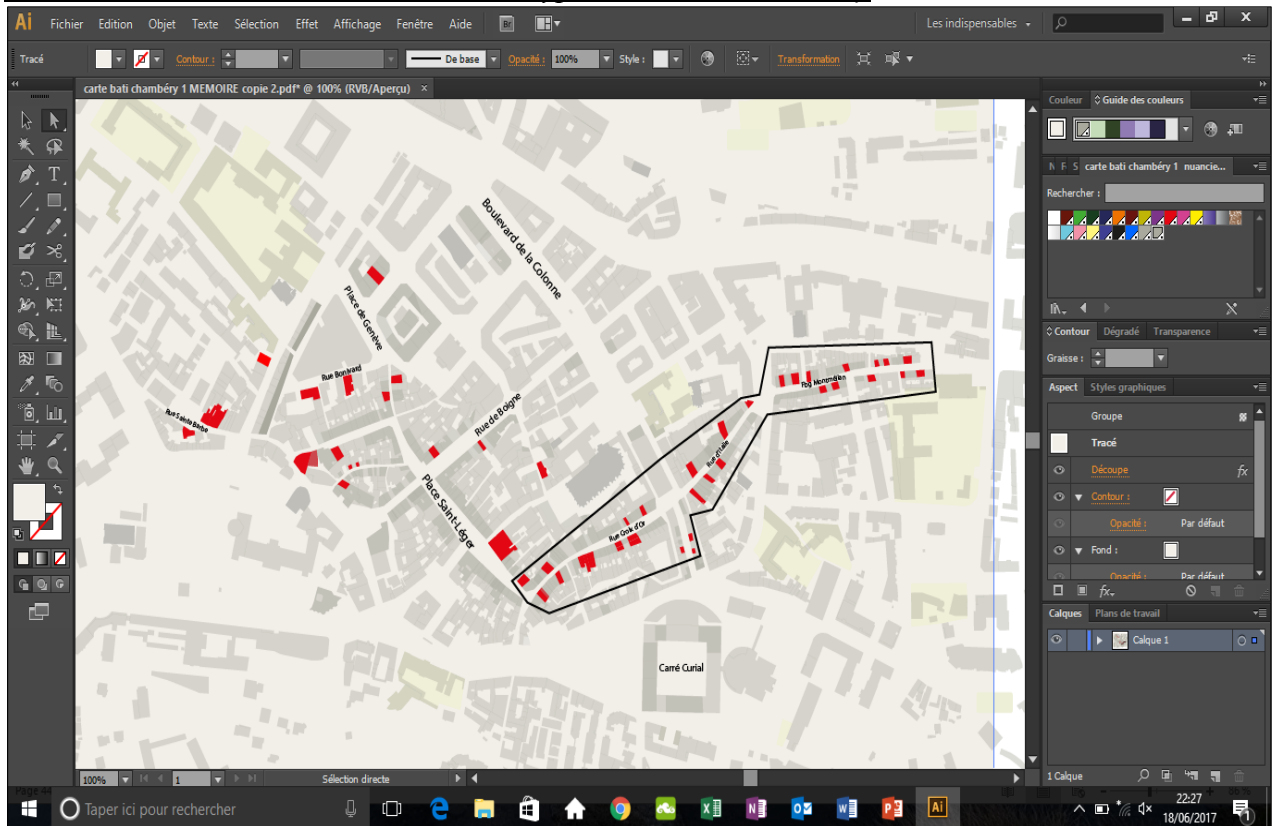 Ai Fichier Edition Objet Texte Sélection Effet Affichage Fenêtre Aide Br Les indispensables
Tracé Contour : De base Opacité : 100% Style : Transformation
carte bati chambéry 1 MEMOIRE copie 2.pdf* @ 100% (RVB/Aperçu) ×
Couleur Guide des couleurs
N F S carte bati chambéry 1 nuancie...
Rechercher :
Contour Dégradé Transparence
Graisse :
Aspect Styles graphiques
Groupe
Tracé
Découpe fx
Contour :
Opacité : Par défaut
Fond :
Opacité : Par défaut
fx
Calques Plans de travail
Calque 1
1 Calque
Boulevard de la Colonne
Place de Genève
Rue Bonivard
Rue Sainte Barbe
Rue de Boigne
Place Saint-Léger
Fbg Montmélian
Rue d'Italie
Rue Croix d'Or
Carré Curial
100% 1 Sélection directe
Taper ici pour rechercher
22:27
18/06/2017